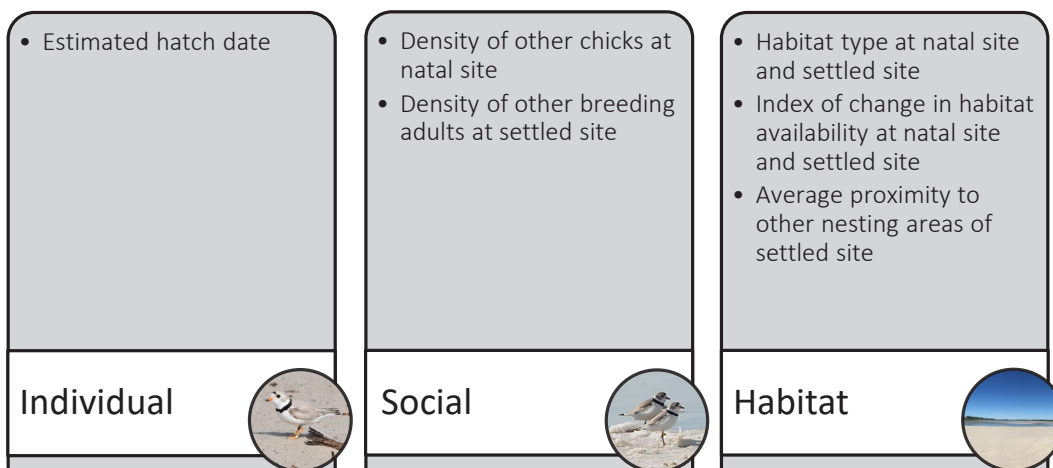 • Estimated hatch date
• Density of other chicks at
natal site
• Density of other breeding
adults at settled site
• Habitat type at natal site
and settled site
• Index of change in habitat
availability at natal site
and settled site
• Average proximity to
other nesting areas of
settled site
Individual
Social
Habitat